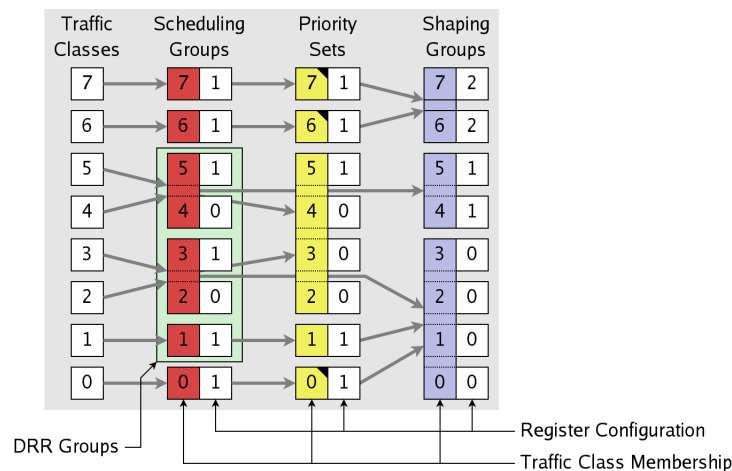 Traffic Classes Scheduling Groups Priority Sets Shaping Groups
7 7 1 7 1 7 2
6 6 1 6 1 6 2
5 5 1 5 1 5 1
4 4 0 4 0 4 1
3 3 1 3 0 3 0
2 2 0 2 0 2 0
1 1 1 1 1 1 0
0 0 1 0 1 0 0
Register Configuration
DRR Groups
Traffic Class Membership